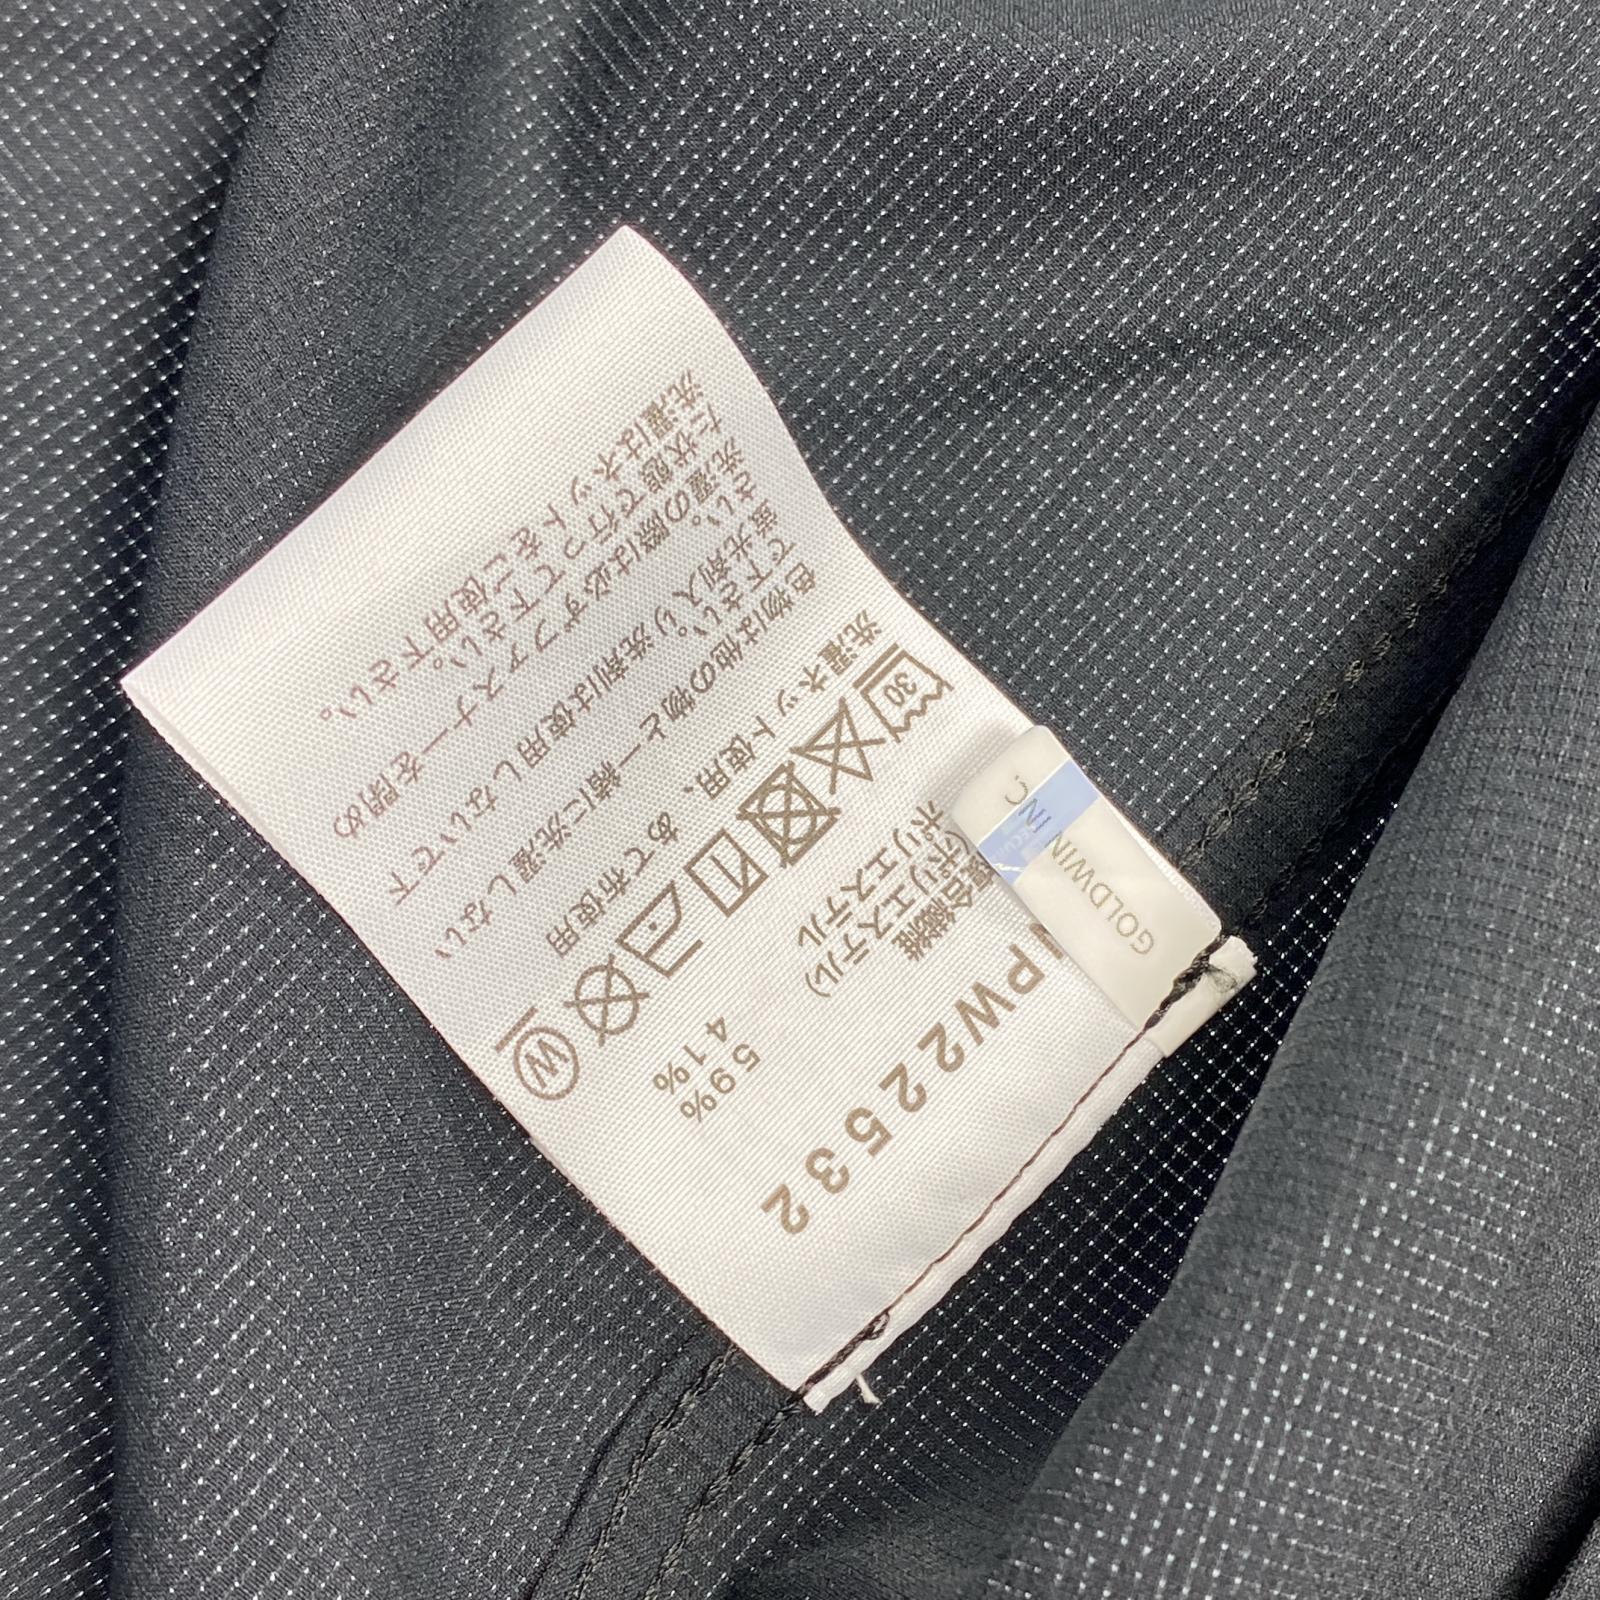 GOLDWIN INC.
NPW22532
複合繊維
(ポリエステル) 59%
ポリエステル 41%
30
W
洗濯ネット使用、あて布使用
色物は他の物と一緒に洗濯しない
で下さい。
蛍光剤入り洗剤は使用しないで下
さい。
洗濯の際は必ずファスナーを閉め
た状態で行って下さい。
洗濯はネットをご使用下さい。